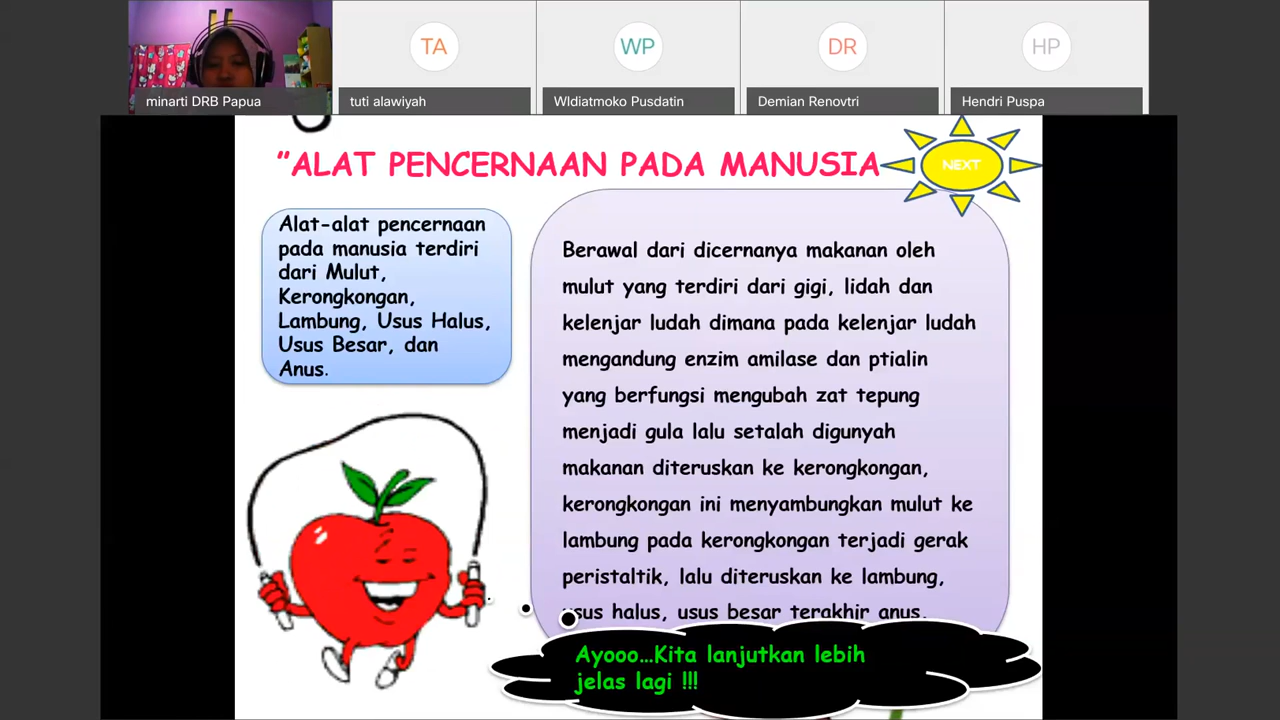 TA
WP
DR
HP
minarti DRB Papua
tuti alawiyah
WIdiatmoko Pusdatin
Demian Renovtri
Hendri Puspa
"ALAT PENCERNAAN PADA MANUSIA
NEXT
Alat-alat pencernaan
pada manusia terdiri
dari Mulut,
Kerongkongan,
Lambung, Usus Halus,
Usus Besar, dan
Anus.
Berawal dari dicernanya makanan oleh
mulut yang terdiri dari gigi, lidah dan
kelenjar ludah dimana pada kelenjar ludah
mengandung enzim amilase dan ptialin
yang berfungsi mengubah zat tepung
menjadi gula lalu setalah digunyah
makanan diteruskan ke kerongkongan,
kerongkongan ini menyambungkan mulut ke
lambung pada kerongkongan terjadi gerak
peristaltik, lalu diteruskan ke lambung,
usus halus, usus besar terakhir anus.
Ayooo...Kita lanjutkan lebih
jelas lagi !!!